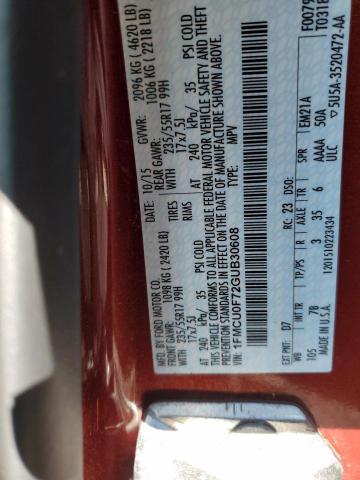 MFD. BY FORD MOTOR CO.
DATE: 10/15 GVWR: 2096 KG ( 4620 LB)
FRONT GAWR: 1098 KG (2420 LB) REAR GAWR: 1006 KG ( 2218 LB)
235/55R17 99H TIRES 235/55R17 99H
17x7.5J RIMS 17x7.5J
AT 240 kPa/ 35 PSI COLD AT 240 kPa/ 35 PSI COLD
THIS VEHICLE CONFORMS TO ALL APPLICABLE FEDERAL MOTOR VEHICLE SAFETY AND THEFT
PREVENTION STANDARDS IN EFFECT ON THE DATE OF MANUFACTURE SHOWN ABOVE.
VIN: 1FMCU0F72GUB30608
TYPE: MPV
F0079
T0318
EXT PNT: D7 RC: 23 DSO:
WB INT TR TP/PS R AXLE TR SPR EM21A
105 7B 3 35 6 AAAA 50A
1201510223434
5U5A-3520472-AA